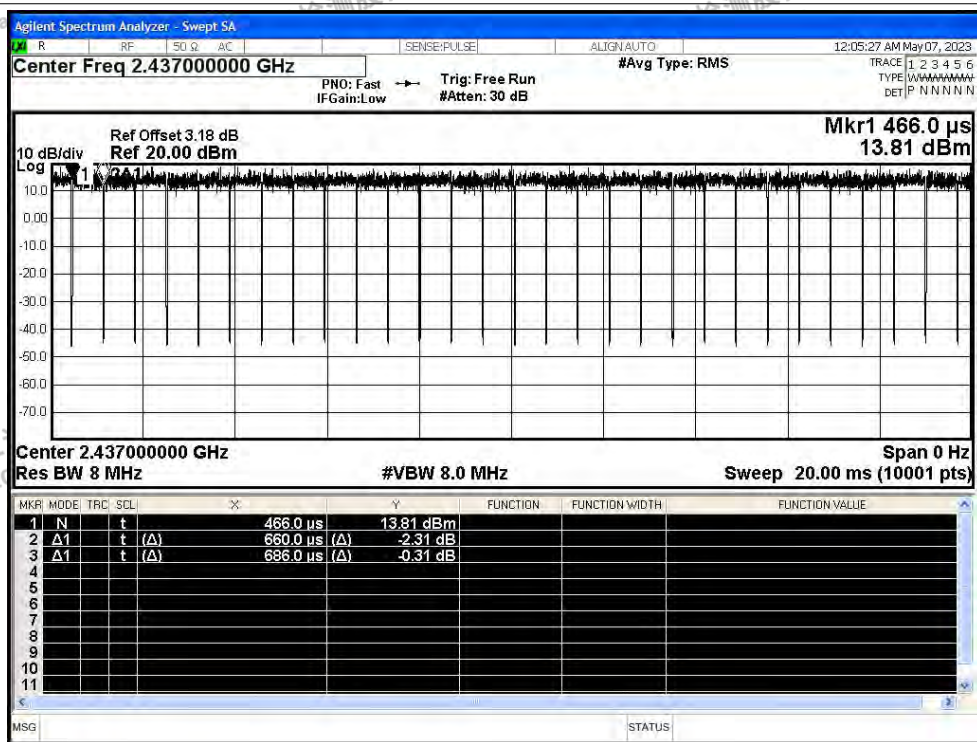 Agilent Spectrum Analyzer - Swept SA
LXI R RF 50 Ω AC SENSE:PULSE ALIGNAUTO 12:05:27 AM May 07, 2023
Center Freq 2.437000000 GHz #Avg Type: RMS TRACE 1 2 3 4 5 6
PNO: Fast Trig: Free Run TYPE WWWWWW
IFGain:Low #Atten: 30 dB DET P N N N N N
Mkr1 466.0 µs
Ref Offset 3.18 dB
10 dB/div Ref 20.00 dBm 13.81 dBm
Log
1 3Δ1
10.0
0.00
-10.0
-20.0
-30.0
-40.0
-50.0
-60.0
-70.0
Center 2.437000000 GHz Span 0 Hz
Res BW 8 MHz #VBW 8.0 MHz Sweep 20.00 ms (10001 pts)
MKR MODE TRC SCL X Y FUNCTION FUNCTION WIDTH FUNCTION VALUE
1 N t 466.0 µs 13.81 dBm
2 Δ1 t (Δ) 660.0 µs (Δ) -2.31 dB
3 Δ1 t (Δ) 686.0 µs (Δ) -0.31 dB
4
5
6
7
8
9
10
11
MSG STATUS